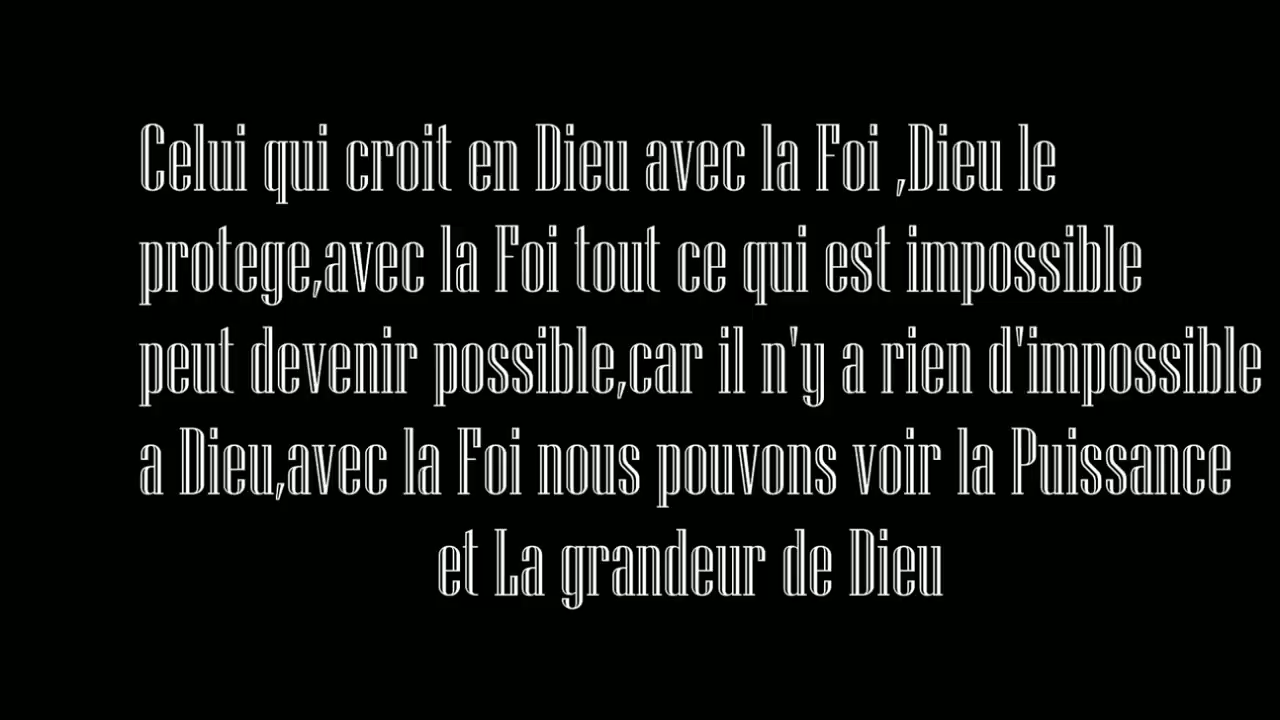 Celui qui croit en Dieu avec la Foi ,Dieu le
protege,avec la Foi tout ce qui est impossible
peut devenir possible,car il n'y a rien d'impossible
a Dieu,avec la Foi nous pouvons voir la Puissance
et La grandeur de Dieu